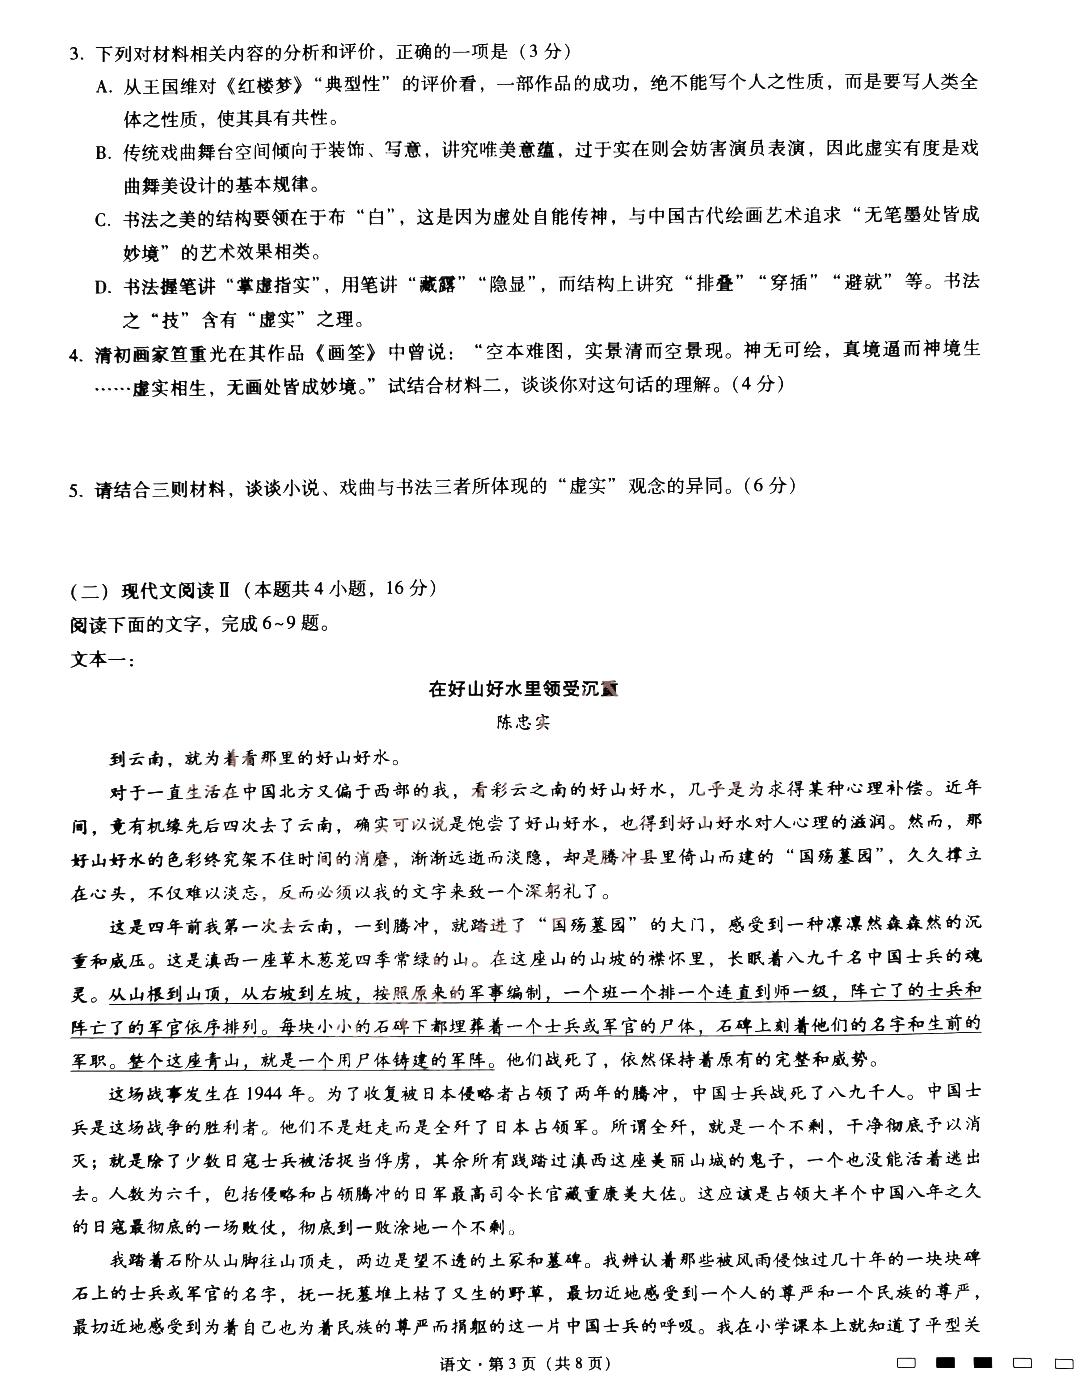 3. 下列对材料相关内容的分析和评价，正确的一项是（3 分）
A. 从王国维对《红楼梦》“典型性”的评价看，一部作品的成功，绝不能写个人之性质，而是要写人类全
体之性质，使其具有共性。
B. 传统戏曲舞台空间倾向于装饰、写意，讲究唯美意蕴，过于实在则会妨害演员表演，因此虚实有度是戏
曲舞美设计的基本规律。
C. 书法之美的结构要领在于布“白”，这是因为虚处自能传神，与中国古代绘画艺术追求“无笔墨处皆成
妙境”的艺术效果相类。
D. 书法握笔讲“掌虚指实”，用笔讲“藏露”“隐显”，而结构上讲究“排叠”“穿插”“避就”等。书法
之“技”含有“虚实”之理。
4. 清初画家笪重光在其作品《画筌》中曾说：“空本难图，实景清而空景现。神无可绘，真境逼而神境生
……虚实相生，无画处皆成妙境。”试结合材料二，谈谈你对这句话的理解。（4 分）
5. 请结合三则材料，谈谈小说、戏曲与书法三者所体现的“虚实”观念的异同。（6 分）
（二）现代文阅读Ⅱ（本题共 4 小题，16 分）
阅读下面的文字，完成 6~9 题。
文本一：
在好山好水里领受沉重
陈忠实
到云南，就为着看那里的好山好水。
对于一直生活在中国北方又偏于西部的我，看彩云之南的好山好水，几乎是为求得某种心理补偿。近年
间，竟有机缘先后四次去了云南，确实可以说是饱尝了好山好水，也得到好山好水对人心理的滋润。然而，那
好山好水的色彩终究架不住时间的消磨，渐渐远逝而淡隐，却是腾冲县里倚山而建的“国殇墓园”，久久撑立
在心头，不仅难以淡忘，反而必须以我的文字来致一个深躬礼了。
这是四年前我第一次去云南，一到腾冲，就踏进了“国殇墓园”的大门，感受到一种凛凛然森森然的沉
重和威压。这是滇西一座草木葱茏四季常绿的山。在这座山的山坡的襟怀里，长眠着八九千名中国士兵的魂
灵。从山根到山顶，从右坡到左坡，按照原来的军事编制，一个班一个排一个连直到师一级，阵亡了的士兵和
阵亡了的军官依序排列。每块小小的石碑下都埋葬着一个士兵或军官的尸体，石碑上刻着他们的名字和生前的
军职。整个这座青山，就是一个用尸体铸建的军阵。他们战死了，依然保持着原有的完整和威势。
这场战事发生在 1944 年。为了收复被日本侵略者占领了两年的腾冲，中国士兵战死了八九千人。中国士
兵是这场战争的胜利者。他们不是赶走而是全歼了日本占领军。所谓全歼，就是一个不剩，干净彻底予以消
灭；就是除了少数日寇士兵被活捉当俘虏，其余所有践踏过滇西这座美丽山城的鬼子，一个也没能活着逃出
去。人数为六千，包括侵略和占领腾冲的日军最高司令长官藏重康美大佐。这应该是占领大半个中国八年之久
的日寇最彻底的一场败仗，彻底到一败涂地一个不剩。
我踏着石阶从山脚往山顶走，两边是望不透的土冢和墓碑。我辨认着那些被风雨侵蚀过几十年的一块块碑
石上的士兵或军官的名字，抚一抚墓堆上枯了又生的野草，最切近地感受到一个人的尊严和一个民族的尊严，
最切近地感受到为着自己也为着民族的尊严而捐躯的这一片中国士兵的呼吸。我在小学课本上就知道了平型关
语文·第 3 页（共 8 页）